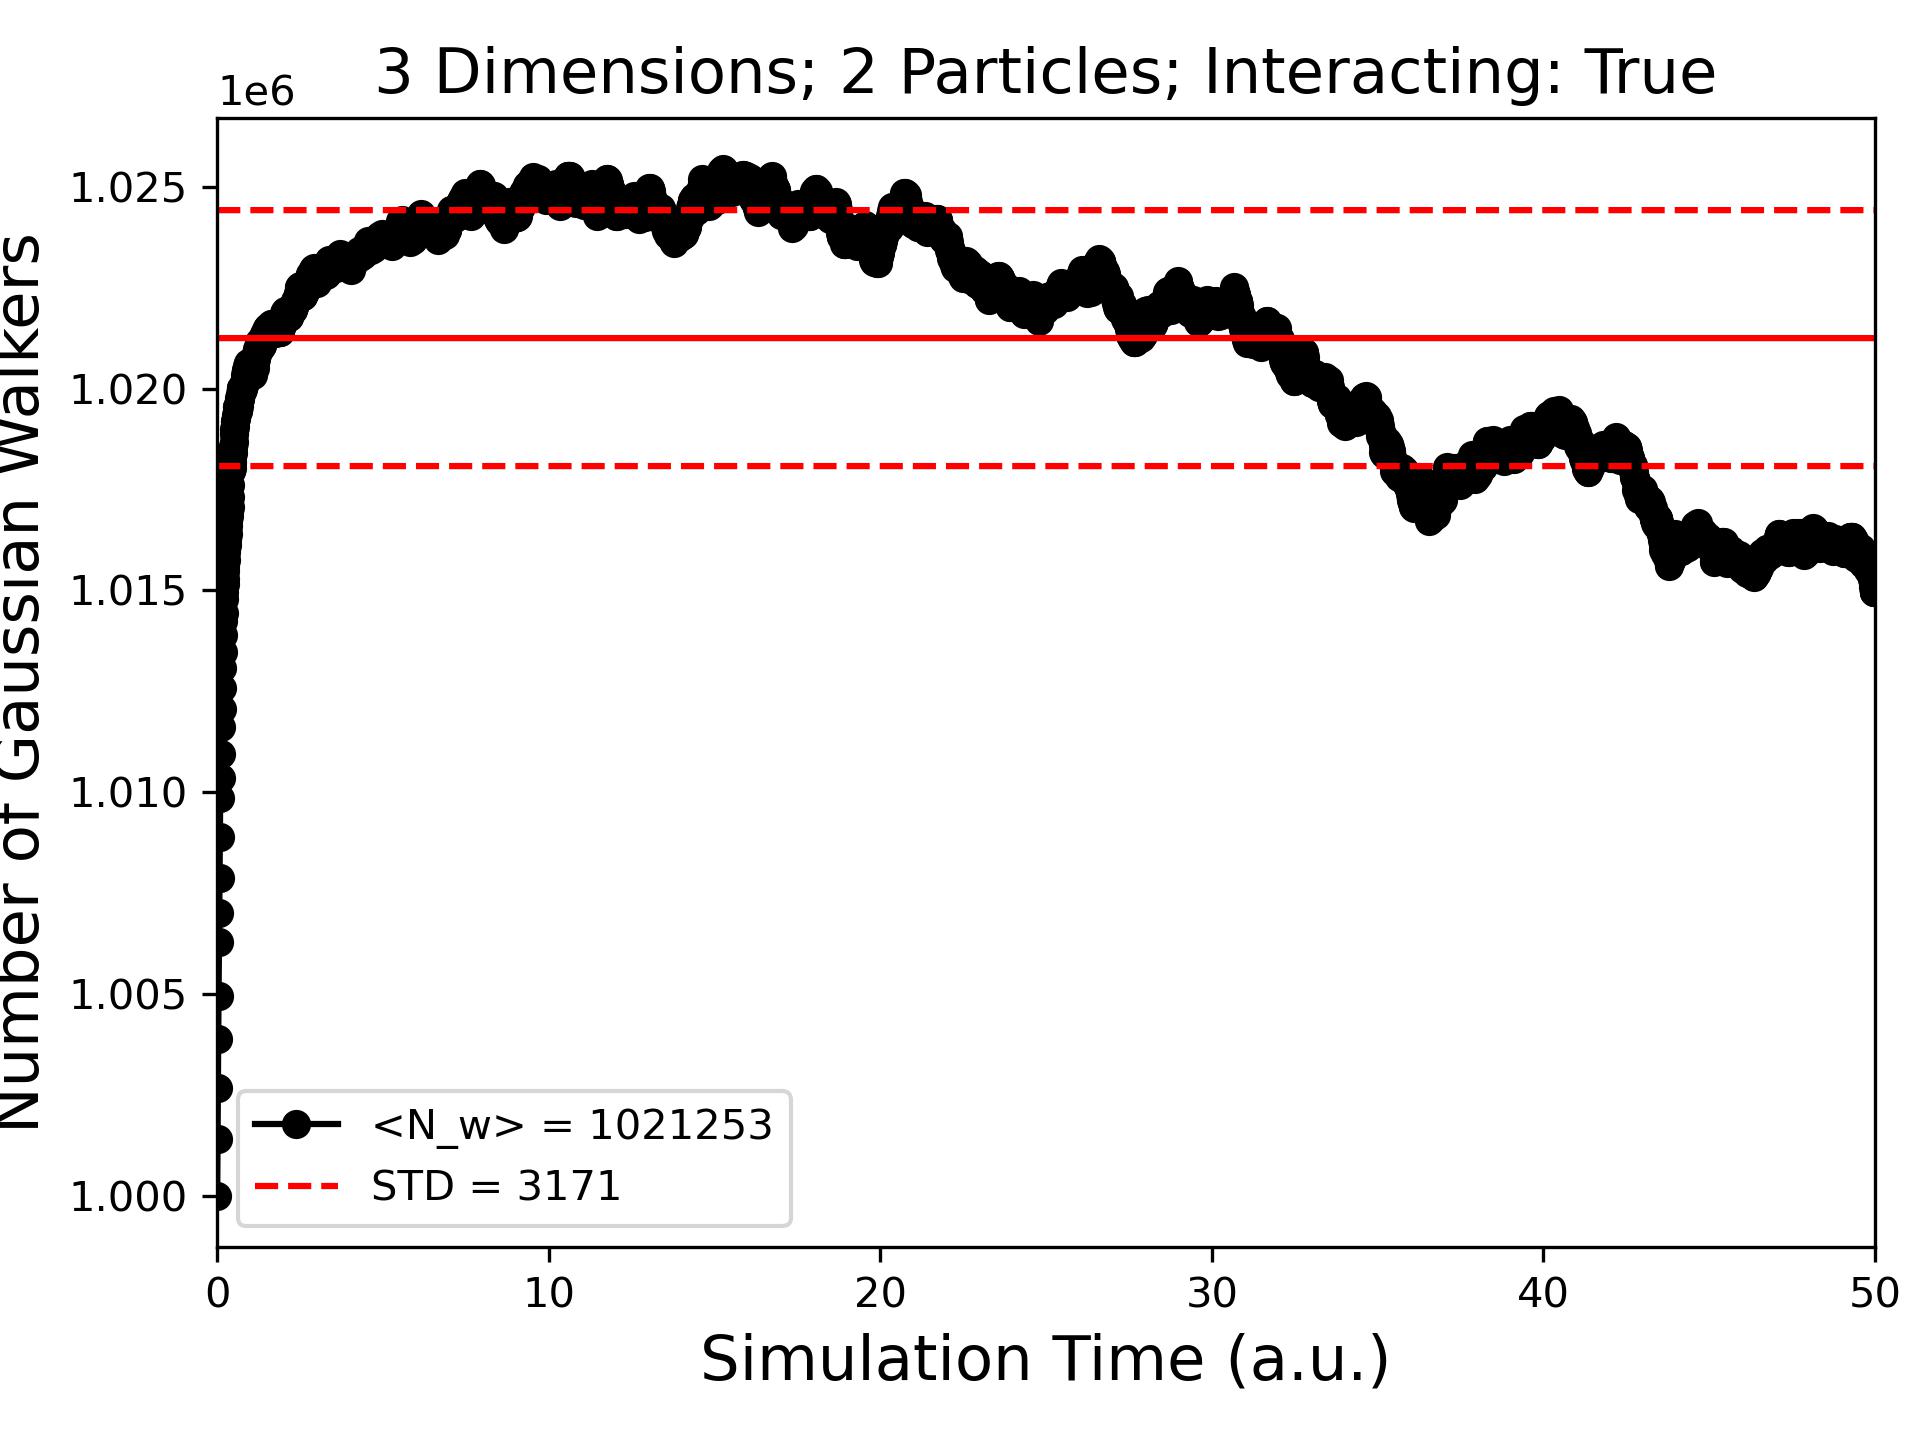 3 Dimensions; 2 Particles; Interacting: True
1e6
1.025
1.020
1.015
1.010
1.005
1.000
Number of Gaussian Walkers
<N_w> = 1021253
STD = 3171
0 10 20 30 40 50
Simulation Time (a.u.)